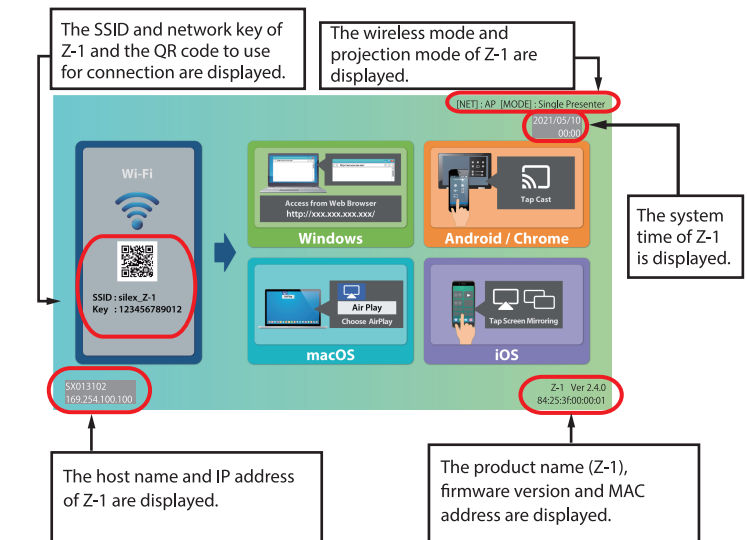 The SSID and network key of
Z-1 and the QR code to use
for connection are displayed.
The wireless mode and
projection mode of Z-1 are
displayed.
[NET] : AP [MODE] : Single Presenter
2021/05/10
00:00
Wi-Fi
SSID : silex_Z-1
Key : 123456789012
Access from Web Browser
http://xxx.xxx.xxx.xxx/
Windows
Tap Cast
Android / Chrome
Air Play
Choose AirPlay
macOS
Tap Screen Mirroring
iOS
The system
time of Z-1
is displayed.
SX013102
169.254.100.100
Z-1 Ver 2.4.0
84:25:3f:00:00:01
The host name and IP address
of Z-1 are displayed.
The product name (Z-1),
firmware version and MAC
address are displayed.